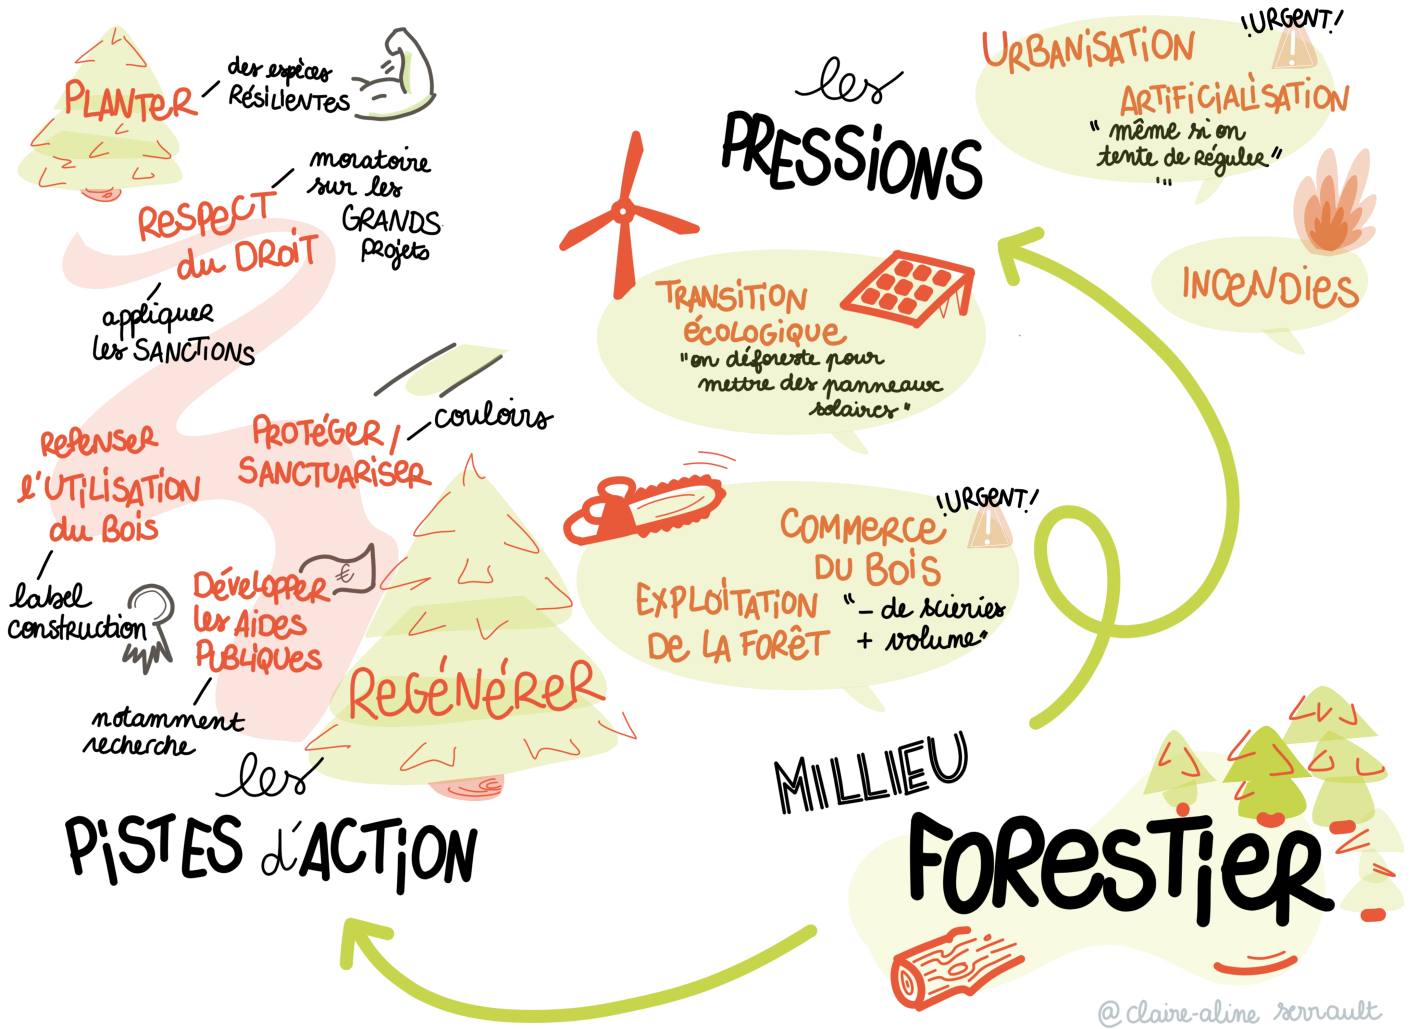 PLANTER
des espèces
RÉSILIENTES
moratoire
sur les
GRANDS
projets
RESPECT
du DROIT
appliquer
les SANCTIONS
REPENSER
l'UTILISATION
du Bois
label
construction
PROTÉGER /
SANCTUARISER
couloirs
Développer
les AIDES
PUBLIQUES
€
notamment
recherche
REGÉNÉRER
les
PISTES d'ACTION
les
PRESSIONS
URBANISATION
!URGENT!
ARTIFICIALISATION
" même si on
tente de Réguler"
...
INCENDIES
TRANSITION
écologique
"on déforeste pour
mettre des panneaux
solaires"
!URGENT!
COMMERCE
DU BOIS
EXPLOITATION
DE LA FORÊT
"- de scieries
+ volume"
MILLIEU
FORESTIER
@claire-aline serrault